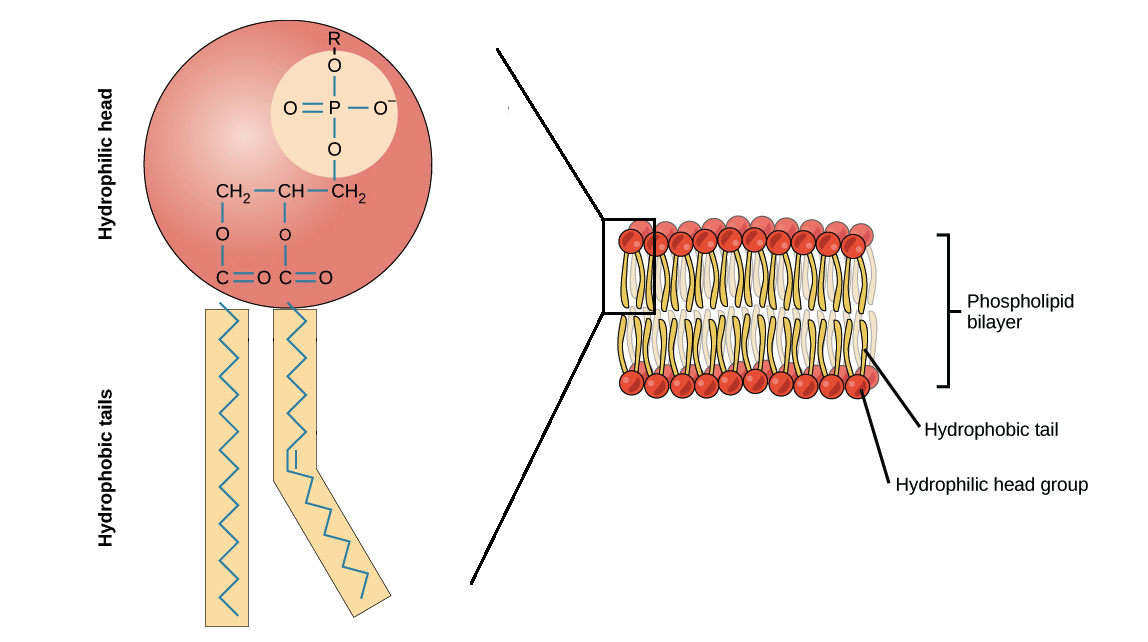 Hydrophilic head
R
O
O=P—O⁻
O
CH₂—CH—CH₂
O O
C=O C=O
Hydrophobic tails
Phospholipid
bilayer
Hydrophobic tail
Hydrophilic head group